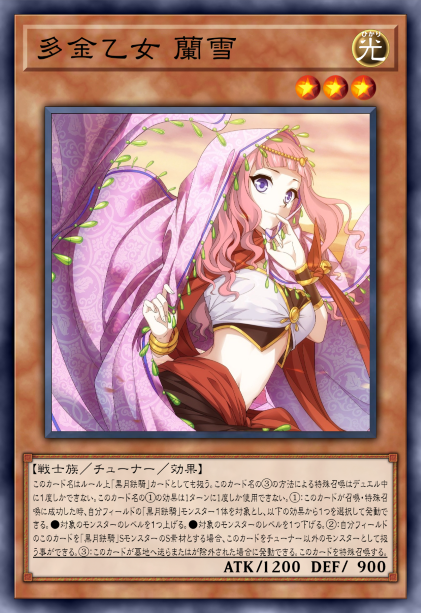 多金乙女 蘭雪
ひかり
光
【戦士族／チューナー／効果】
このカード名はルール上「黒月鉄騎」カードとしても扱う。このカード名の③の方法による特殊召喚はデュエル中
に1度しかできない。このカード名の①の効果は1ターンに1度しか使用できない。①：このカードが召喚・特殊召
喚に成功した時、自分フィールドの「黒月鉄騎」モンスター1体を対象とし、以下の効果から1つを選択して発動で
きる。●対象のモンスターのレベルを1つ上げる。●対象のモンスターのレベルを1つ下げる。②：自分フィールド
のこのカードを「黒月鉄騎」SモンスターのS素材とする場合、このカードをチューナー以外のモンスターとして扱
う事ができる。③：このカードが墓地へ送らまたはが除外された場合に発動できる。このカードを特殊召喚する。
ATK/1200 DEF/ 900